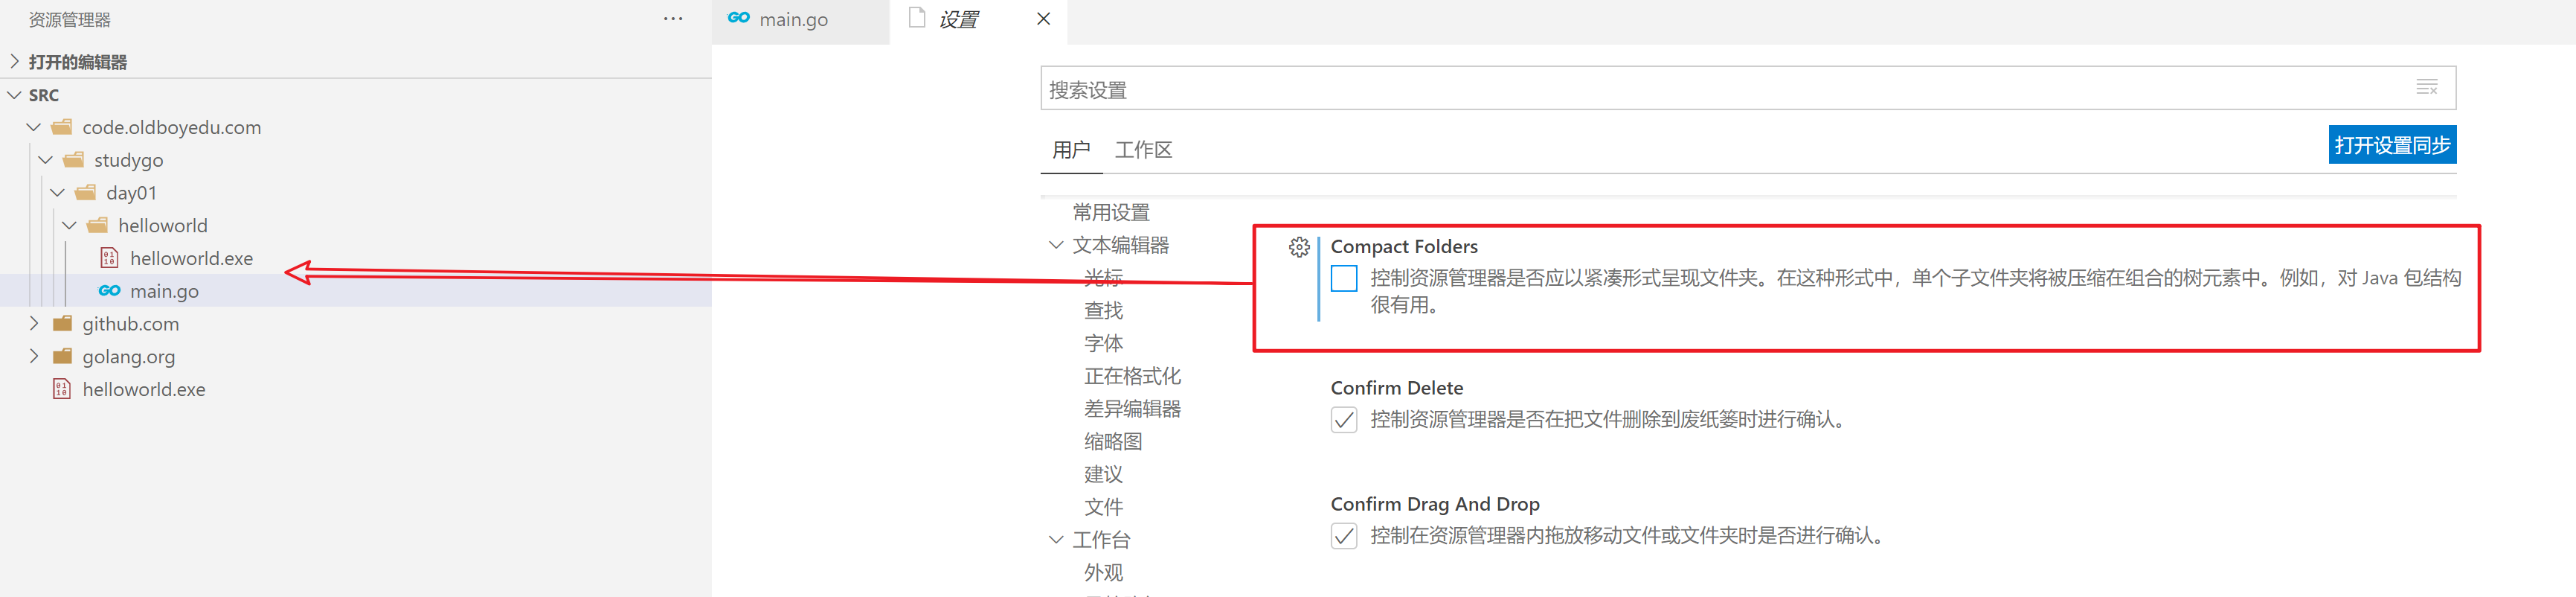 资源管理器
打开的编辑器
SRC
code.oldboyedu.com
studygo
day01
helloworld
helloworld.exe
main.go
github.com
golang.org
helloworld.exe
main.go
设置
搜索设置
用户 工作区
打开设置同步
常用设置
文本编辑器
光标
查找
字体
正在格式化
差异编辑器
缩略图
建议
文件
工作台
外观
Compact Folders
控制资源管理器是否应以紧凑形式呈现文件夹。在这种形式中，单个子文件夹将被压缩在组合的树元素中。例如，对 Java 包结构
很有用。
Confirm Delete
控制资源管理器是否在把文件删除到废纸篓时进行确认。
Confirm Drag And Drop
控制在资源管理器内拖放移动文件或文件夹时是否进行确认。